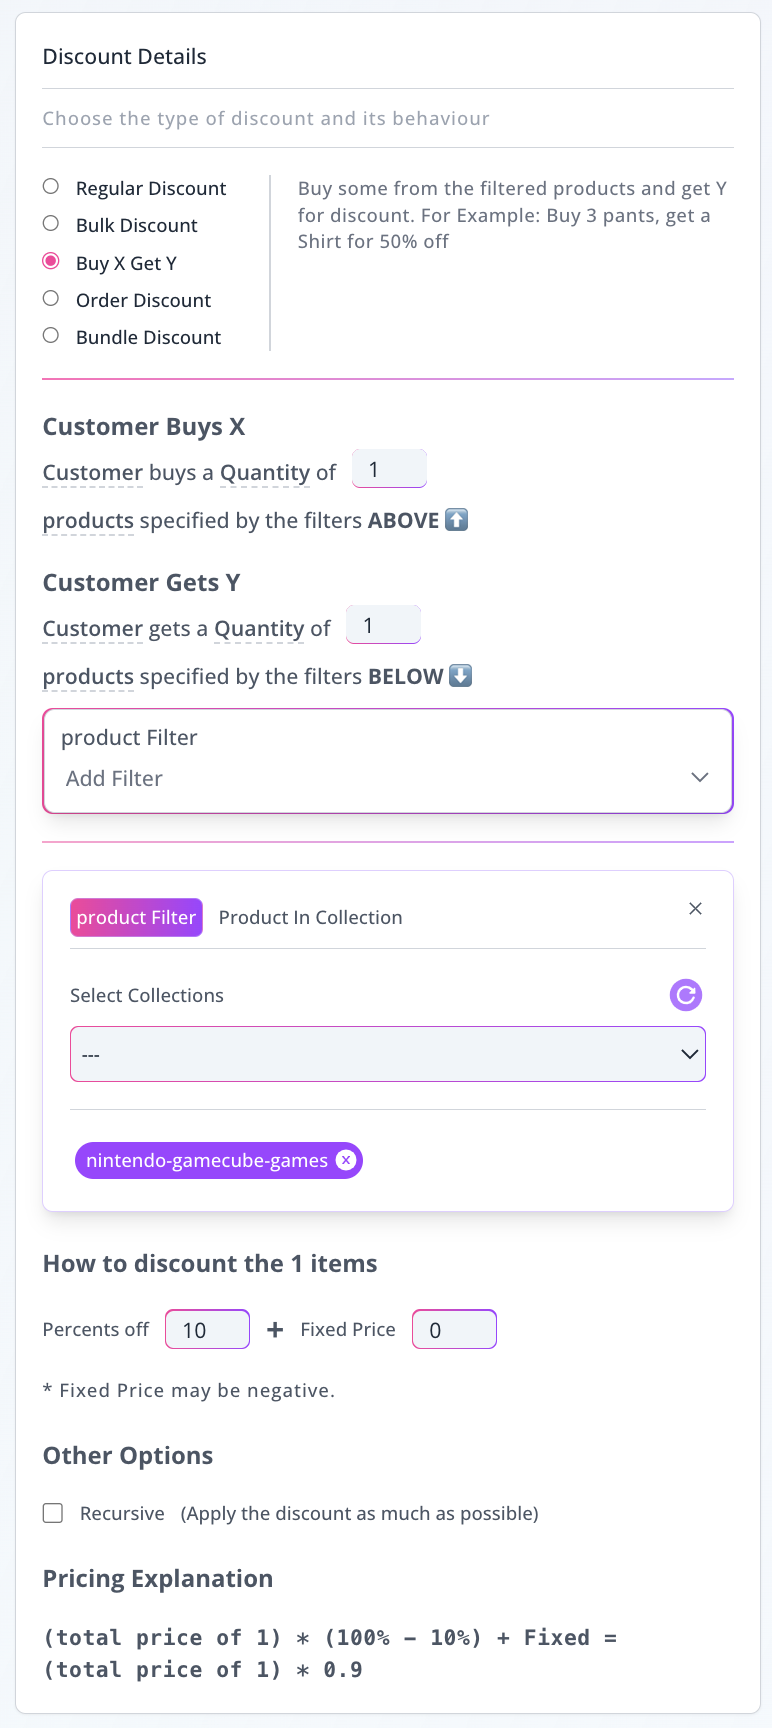 Discount Details
Choose the type of discount and its behaviour
Regular Discount
Bulk Discount
Buy X Get Y
Order Discount
Bundle Discount
Buy some from the filtered products and get Y
for discount. For Example: Buy 3 pants, get a
Shirt for 50% off
Customer Buys X
Customer buys a Quantity of 1
products specified by the filters ABOVE ⬆️
Customer Gets Y
Customer gets a Quantity of 1
products specified by the filters BELOW ⬇️
product Filter
Add Filter
product Filter Product In Collection
Select Collections
---
nintendo-gamecube-games
How to discount the 1 items
Percents off 10 + Fixed Price 0
* Fixed Price may be negative.
Other Options
Recursive (Apply the discount as much as possible)
Pricing Explanation
(total price of 1) * (100% − 10%) + Fixed =
(total price of 1) * 0.9